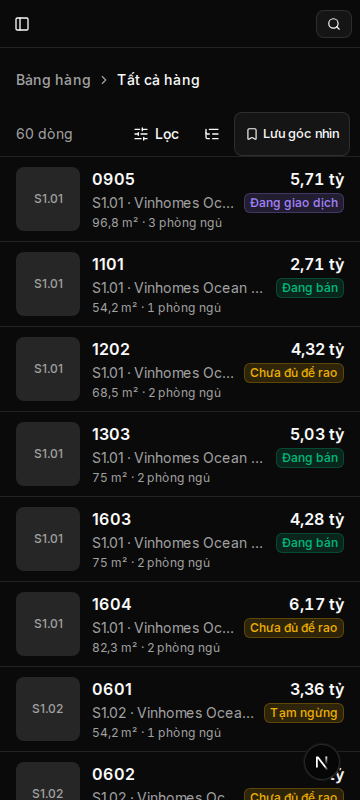 Bảng hàng > Tất cả hàng
60 dòng Lọc Lưu góc nhìn
S1.01 0905 5,71 tỷ
S1.01 · Vinhomes Oc... Đang giao dịch
96,8 m² · 3 phòng ngủ
S1.01 1101 2,71 tỷ
S1.01 · Vinhomes Ocean ... Đang bán
54,2 m² · 1 phòng ngủ
S1.01 1202 4,32 tỷ
S1.01 · Vinhomes Oc... Chưa đủ để rao
68,5 m² · 2 phòng ngủ
S1.01 1303 5,03 tỷ
S1.01 · Vinhomes Ocean ... Đang bán
75 m² · 2 phòng ngủ
S1.01 1603 4,28 tỷ
S1.01 · Vinhomes Ocean ... Đang bán
75 m² · 2 phòng ngủ
S1.01 1604 6,17 tỷ
S1.01 · Vinhomes Oc... Chưa đủ để rao
82,3 m² · 2 phòng ngủ
S1.02 0601 3,36 tỷ
S1.02 · Vinhomes Ocea... Tạm ngừng
54,2 m² · 1 phòng ngủ
S1.02 0602 tỷ
S1.02 · Vinhomes Oc... Chưa đủ để rao